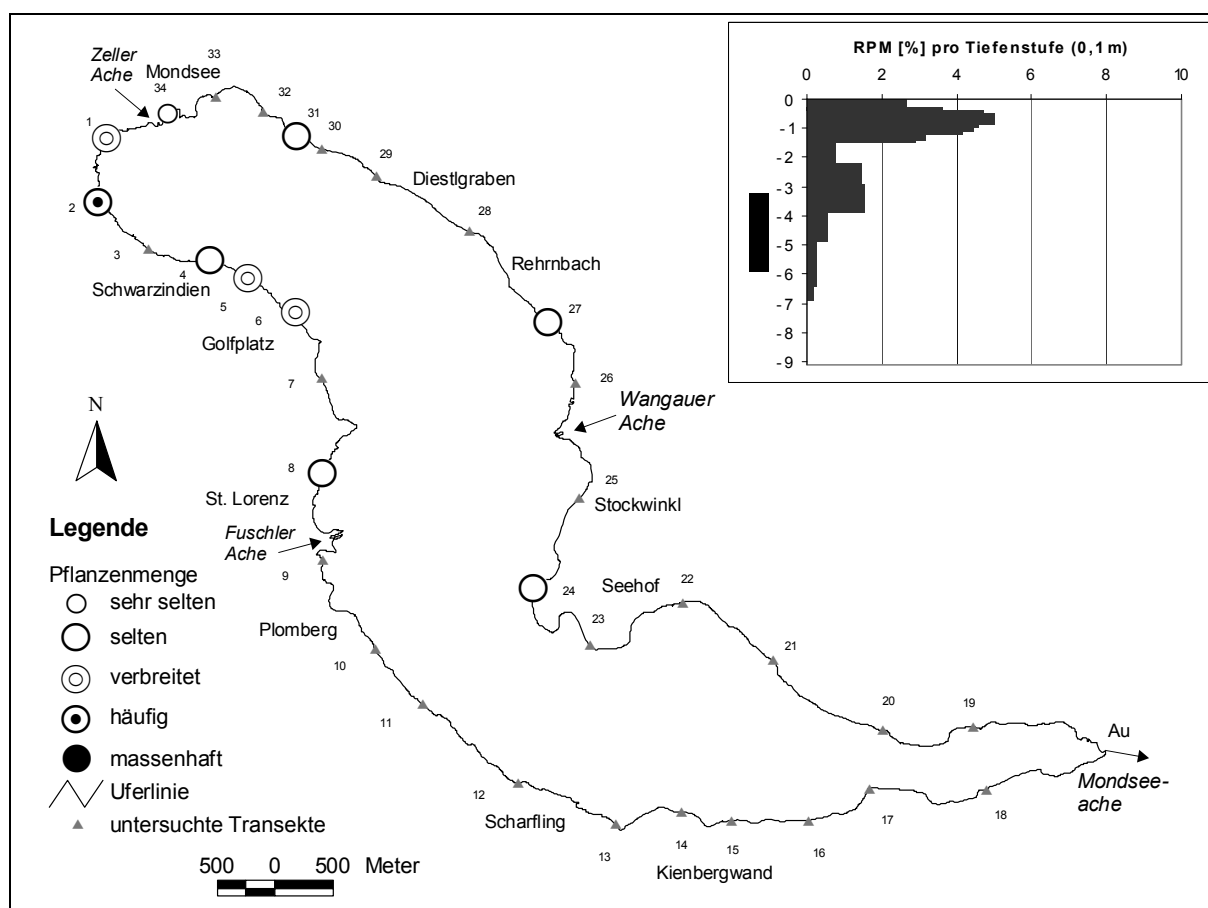 RPM [%] pro Tiefenstufe (0,1 m)
0 2 4 6 8 10
0
-1
-2
-3
-4
-5
-6
-7
-8
-9
Zeller
Ache
Mondsee
33
34
32
31
30
1
29
Diestlgraben
2
28
3
Rehrnbach
4
Schwarzindien
5
27
6
Golfplatz
7
26
Wangauer
Ache
N
8
25
Stockwinkl
St. Lorenz
Fuschler
Ache
9
24
Seehof
22
23
Plomberg
10
21
11
20
19
Au
Mondsee-
ache
12
Scharfling
13
14
15
16
17
18
Kienbergwand
Legende
Pflanzenmenge
sehr selten
selten
verbreitet
häufig
massenhaft
Uferlinie
untersuchte Transekte
500 0 500 Meter